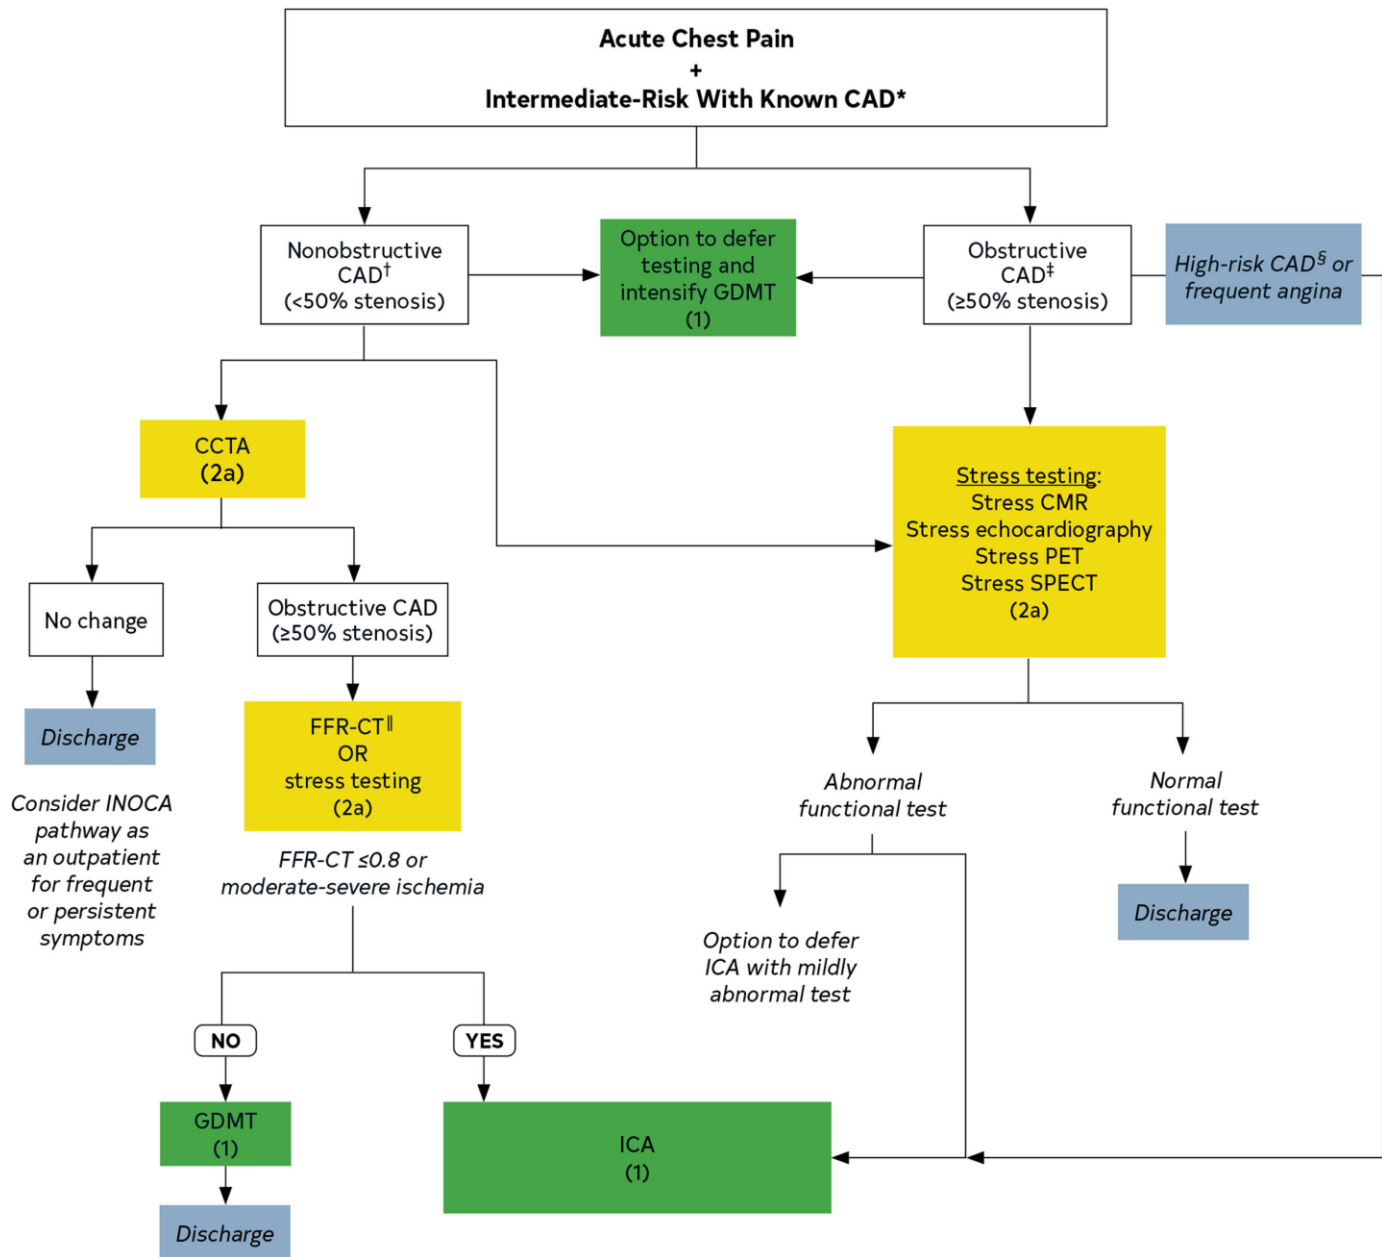 Acute Chest Pain
+
Intermediate-Risk With Known CAD*
Nonobstructive
CAD†
(<50% stenosis)
Option to defer
testing and
intensify GDMT
(1)
Obstructive
CAD‡
(≥50% stenosis)
High-risk CAD§ or
frequent angina
CCTA
(2a)
Stress testing:
Stress CMR
Stress echocardiography
Stress PET
Stress SPECT
(2a)
No change
Obstructive CAD
(≥50% stenosis)
Discharge
Consider INOCA
pathway as
an outpatient
for frequent
or persistent
symptoms
FFR-CT‖
OR
stress testing
(2a)
FFR-CT ≤0.8 or
moderate-severe ischemia
Abnormal
functional test
Normal
functional test
Option to defer
ICA with mildly
abnormal test
Discharge
NO
YES
GDMT
(1)
ICA
(1)
Discharge